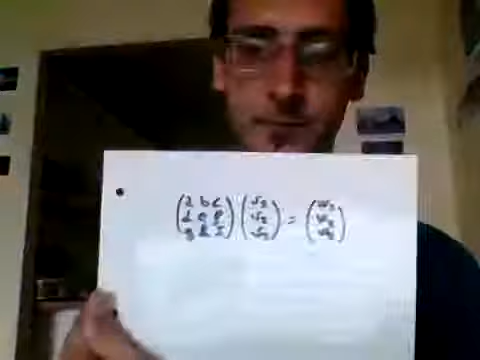 (a b c) (v₁) = (w₁)
(d e f) (v₂) = (w₂)
(g h i) (v₃) = (w₃)